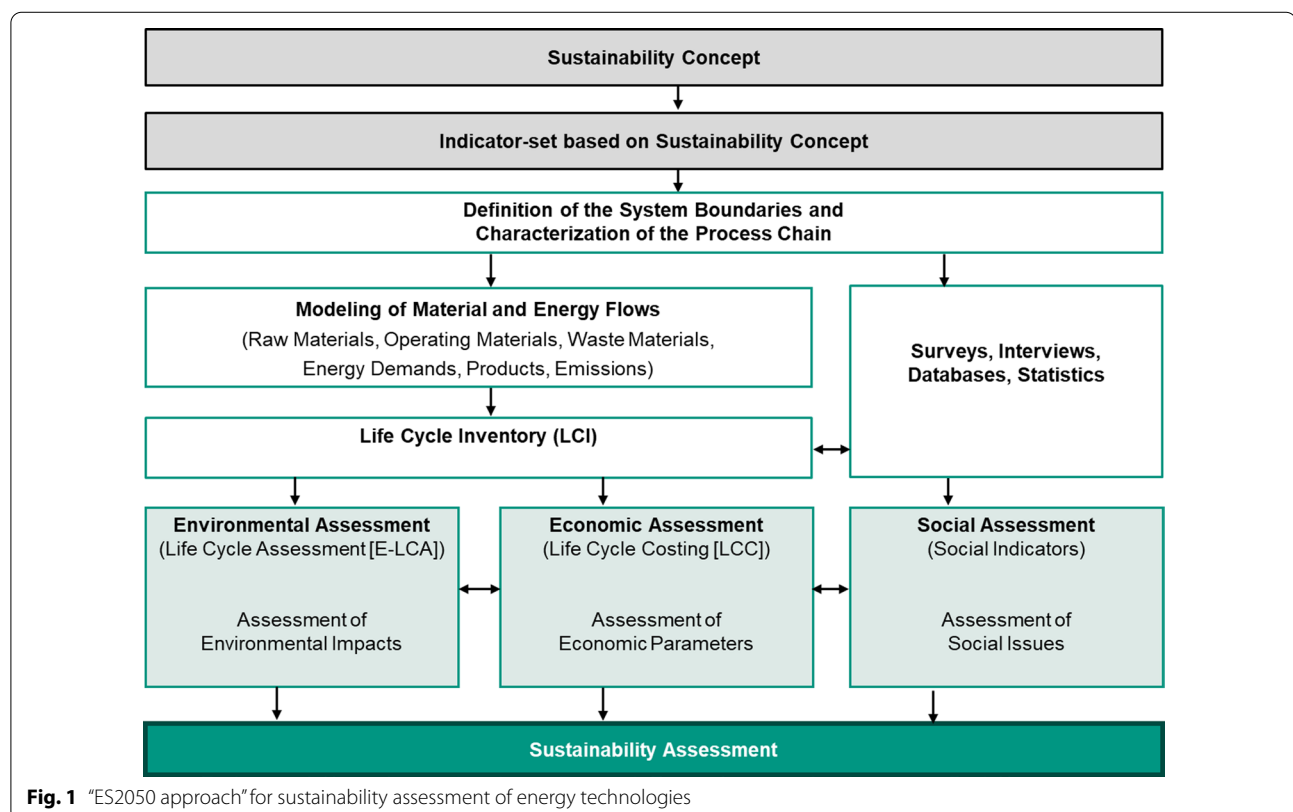 Sustainability Concept
Indicator-set based on Sustainability Concept
Definition of the System Boundaries and
Characterization of the Process Chain
Modeling of Material and Energy Flows
(Raw Materials, Operating Materials, Waste Materials,
Energy Demands, Products, Emissions)
Surveys, Interviews,
Databases, Statistics
Life Cycle Inventory (LCI)
Environmental Assessment
(Life Cycle Assessment [E-LCA])
Assessment of
Environmental Impacts
Economic Assessment
(Life Cycle Costing [LCC])
Assessment of
Economic Parameters
Social Assessment
(Social Indicators)
Assessment of
Social Issues
Sustainability Assessment
Fig. 1 “ES2050 approach” for sustainability assessment of energy technologies